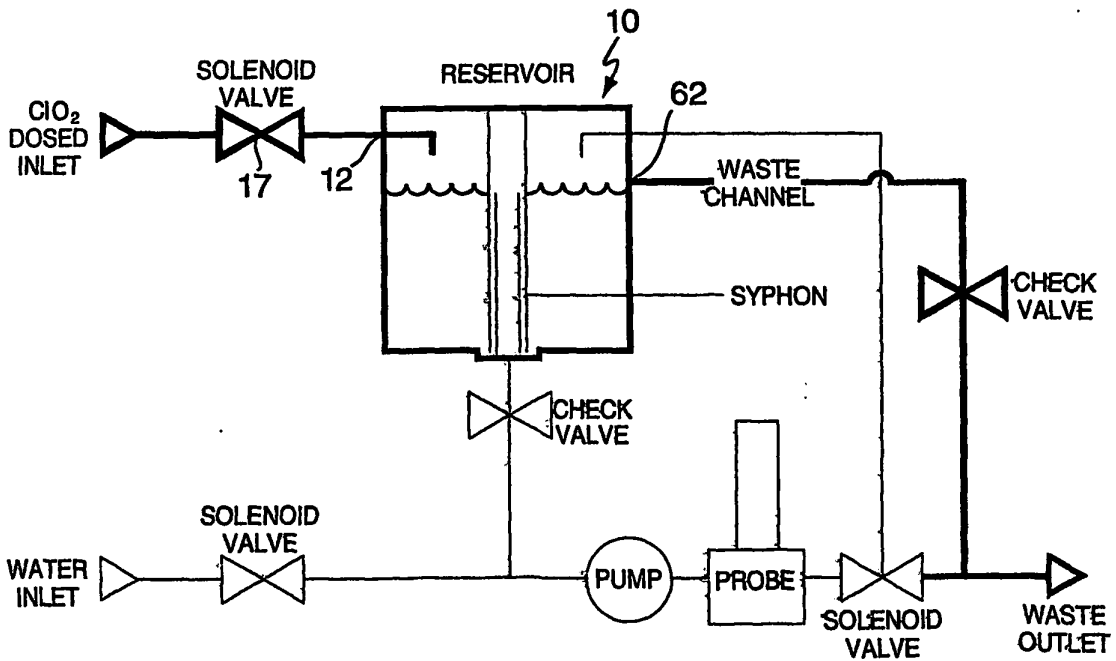 10
RESERVOIR
SOLENOID
VALVE
62
ClO2
DOSED
INLET
17
12
WASTE
CHANNEL
SYPHON
CHECK
VALVE
CHECK
VALVE
SOLENOID
VALVE
WATER
INLET
PUMP
PROBE
SOLENOID
VALVE
WASTE
OUTLET